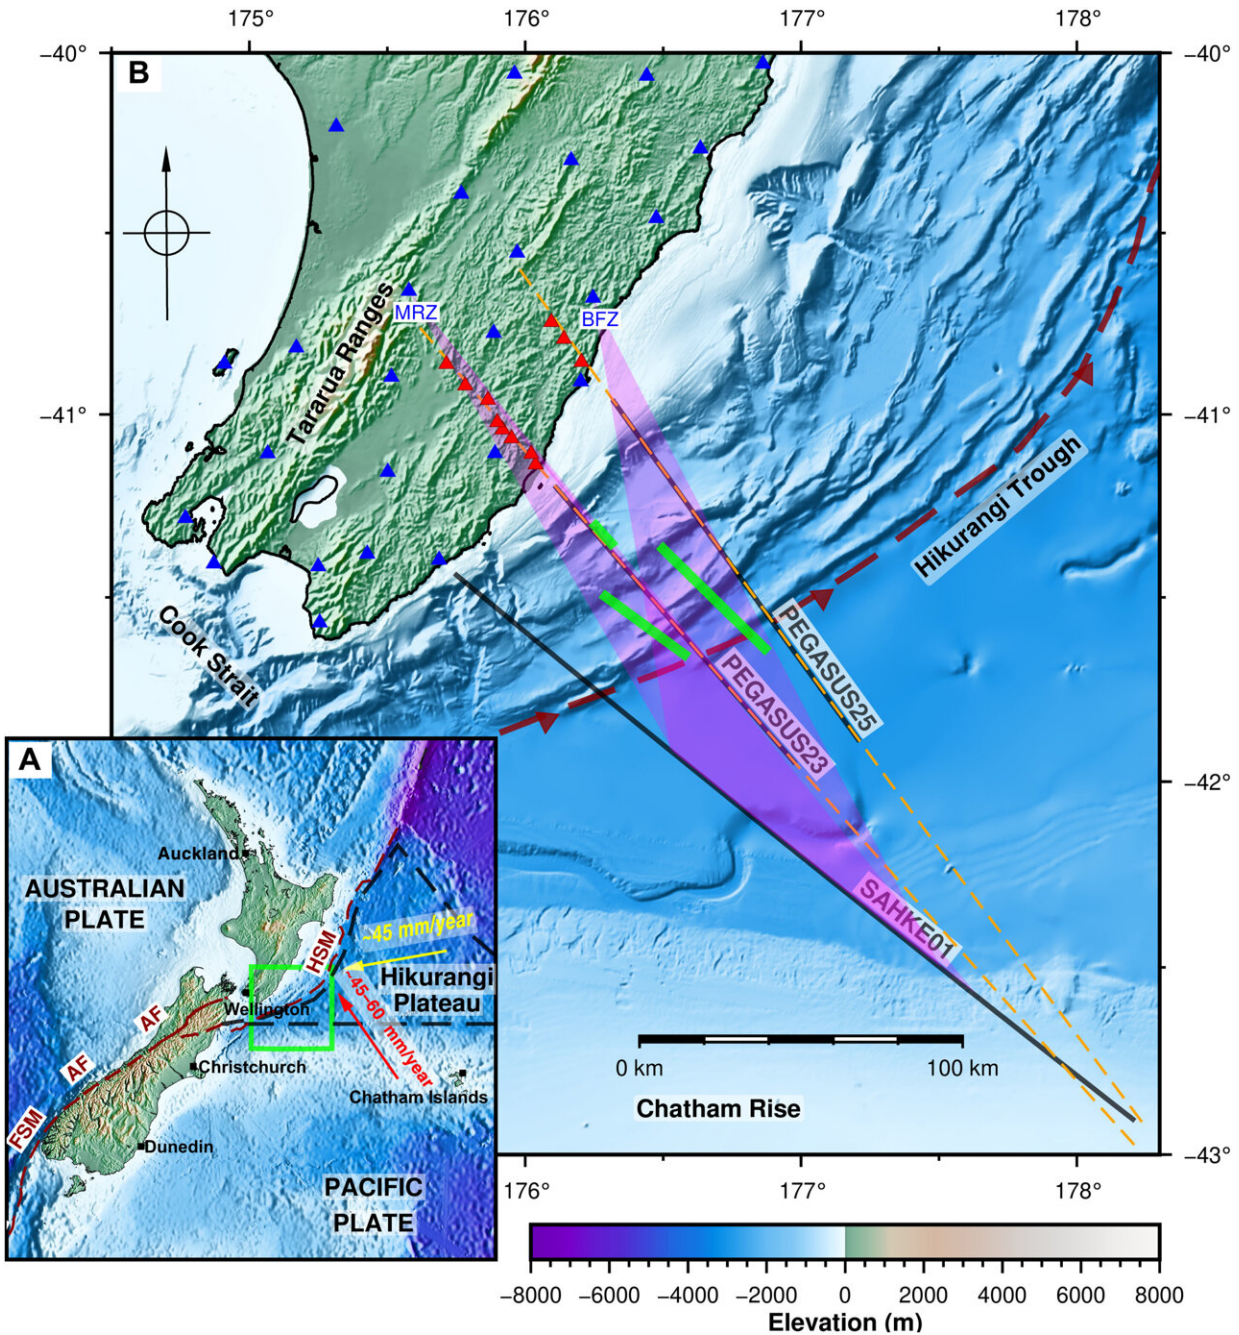 175°
176°
177°
178°
−40°
−40°
B
MRZ
BFZ
Tararua Ranges
−41°
−41°
Hikurangi Trough
Cook Strait
PEGASUS25
PEGASUS23
−42°
−42°
SAHKE01
0 km
100 km
Chatham Rise
−43°
176°
177°
178°
A
Auckland
AUSTRALIAN
PLATE
~45 mm/year
HSM
Hikurangi
Plateau
~45-60 mm/year
Wellington
AF
AF
Christchurch
Chatham Islands
FSM
Dunedin
PACIFIC
PLATE
−8000
−6000
−4000
−2000
0
2000
4000
6000
8000
Elevation (m)